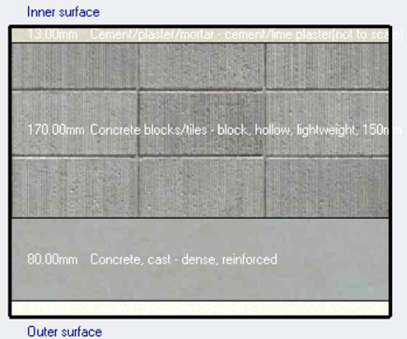 Inner surface
13.00mm Cement/plaster/mortar - cement/lime plaster(not to scale)
170.00mm Concrete blocks/tiles - block, hollow, lightweight, 150m
80.00mm Concrete, cast - dense, reinforced
Outer surface